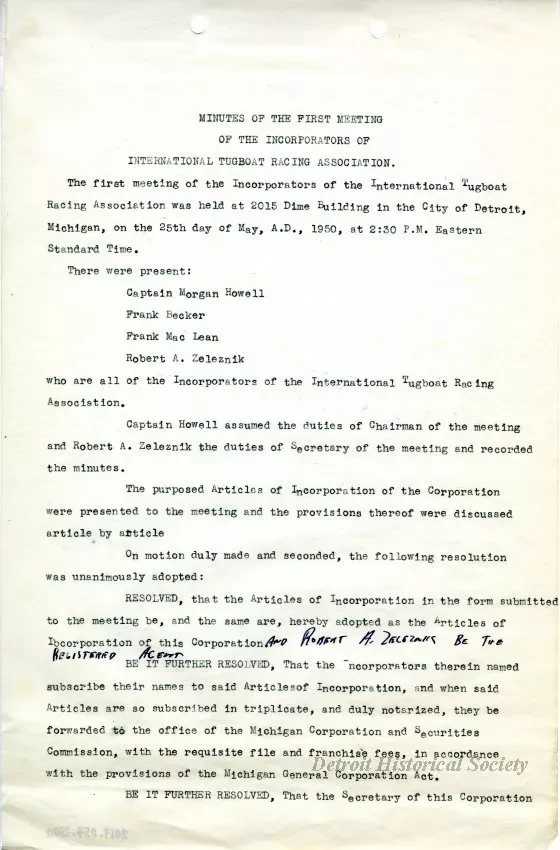 MINUTES OF THE FIRST MEETING
OF THE INCORPORATORS OF
INTERNATIONAL TUGBOAT RACING ASSOCIATION.
The first meeting of the Incorporators of the International Tugboat
Racing Association was held at 2015 Dime Building in the City of Detroit,
Michigan, on the 25th day of May, A.D., 1950, at 2:30 P.M. Eastern
Standard Time.
There were present:
Captain Morgan Howell
Frank Becker
Frank Mac Lean
Robert A. Zeleznik
who are all of the Incorporators of the International Tugboat Racing
Association.
Captain Howell assumed the duties of Chairman of the meeting
and Robert A. Zeleznik the duties of Secretary of the meeting and recorded
the minutes.
The purposed Articles of Incorporation of the Corporation
were presented to the meeting and the provisions thereof were discussed
article by article
On motion duly made and seconded, the following resolution
was unanimously adopted:
RESOLVED, that the Articles of Incorporation in the form submitted
to the meeting be, and the same are, hereby adopted as the Articles of
Incorporation of this Corporation AND ROBERT A. ZELEZNIK BE THE
REGISTERED AGENT
BE IT FURTHER RESOLVED, That the Incorporators therein named
subscribe their names to said Articlesof Incorporation, and when said
Articles are so subscribed in triplicate, and duly notarized, they be
forwarded to the office of the Michigan Corporation and Securities
Commission, with the requisite file and franchise fees, in accordance
with the provisions of the Michigan General Corporation Act.
Detroit Historical Society
BE IT FURTHER RESOLVED, That the Secretary of this Corporation